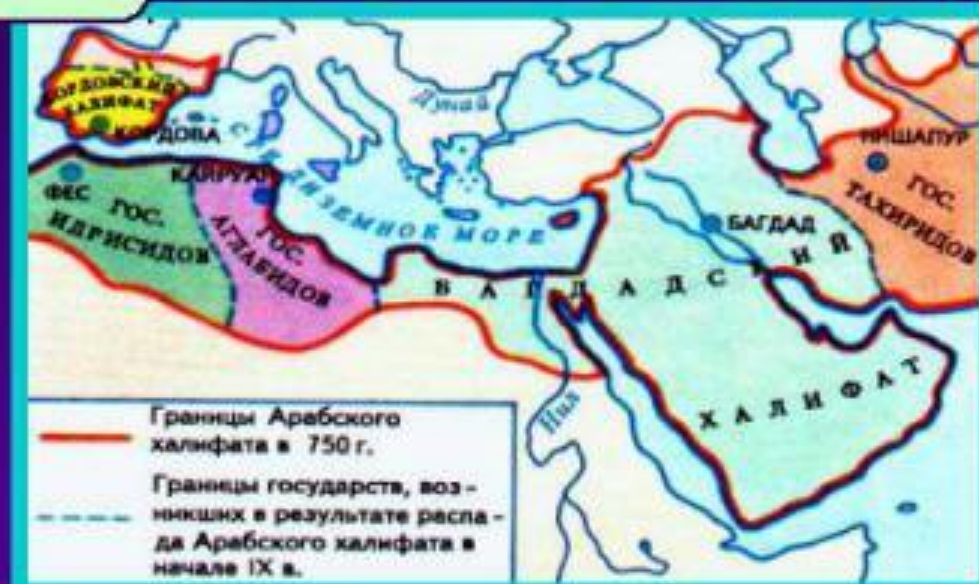 КОРДОВСКИЙ
ХАЛИФАТ
КОРДОВА
КАЙРУАН
ФЕС
ГОС.
ИДРИСИДОВ
ГОС.
АГЛАБИДОВ
СРЕДИЗЕМНОЕ МОРЕ
Дунай
НИШАПУР
ГОС.
ТАХИРИДОВ
БАГДАД
БАГДАДСКИЙ
ХАЛИФАТ
Нил
Границы Арабского
халифата в 750 г.
Границы государств, воз-
никших в результате распа-
да Арабского халифата в
начале IX в.